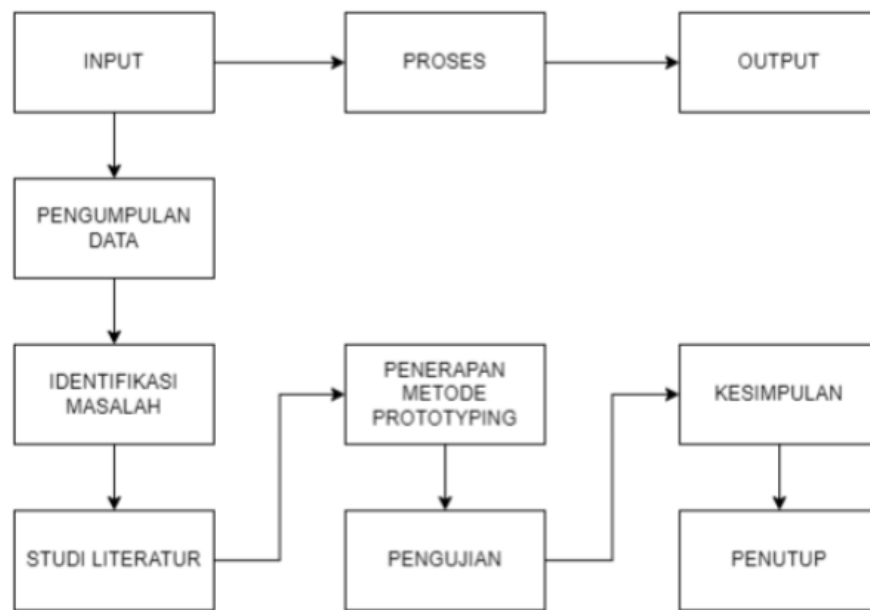 INPUT
PROSES
OUTPUT
PENGUMPULAN
DATA
IDENTIFIKASI
MASALAH
PENERAPAN
METODE
PROTOTYPING
KESIMPULAN
STUDI LITERATUR
PENGUJIAN
PENUTUP